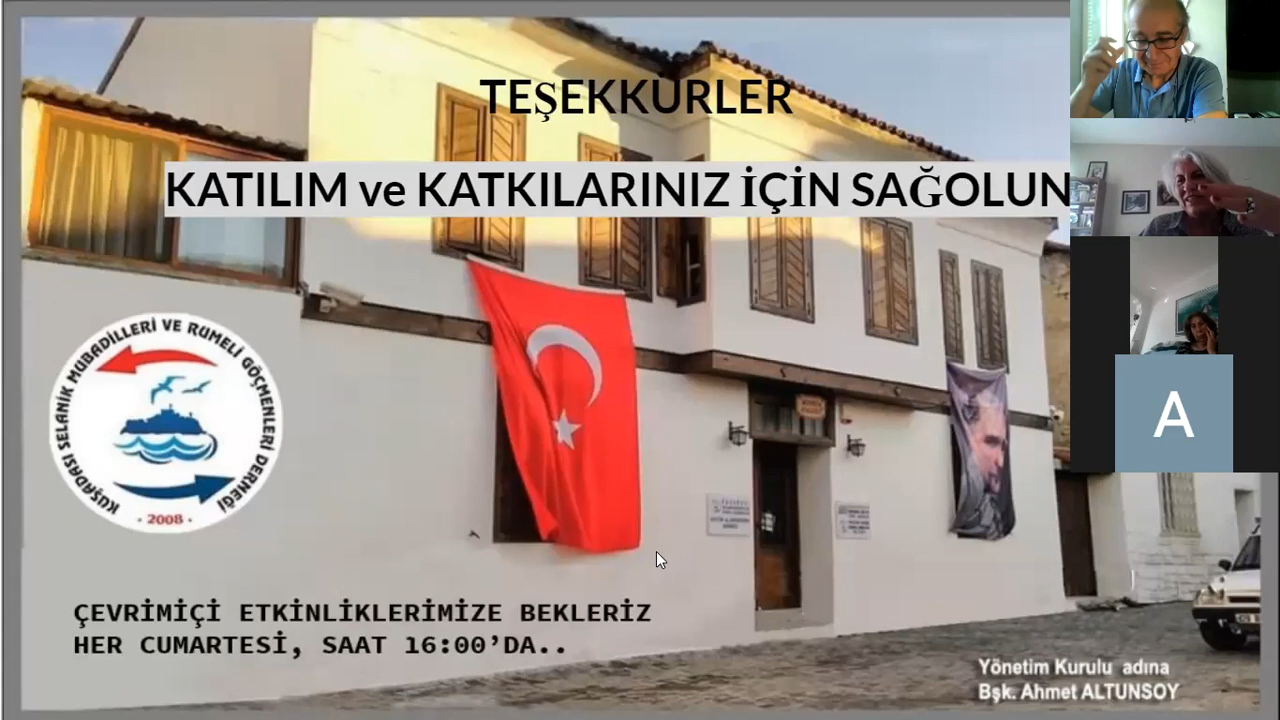 TEŞEKKURLER
KATILIM ve KATKILARINIZ İÇİN SAĞOLUN
KUŞADASI SELANİK MUBADİLLERİ VE RUMELİ GÖÇMENLERİ DERNEĞİ
· 2008 ·
A
ÇEVRİMİÇİ ETKİNLİKLERİMİZE BEKLERİZ
HER CUMARTESİ, SAAT 16:00’DA..
Yönetim Kurulu adına
Bşk. Ahmet ALTUNSOY